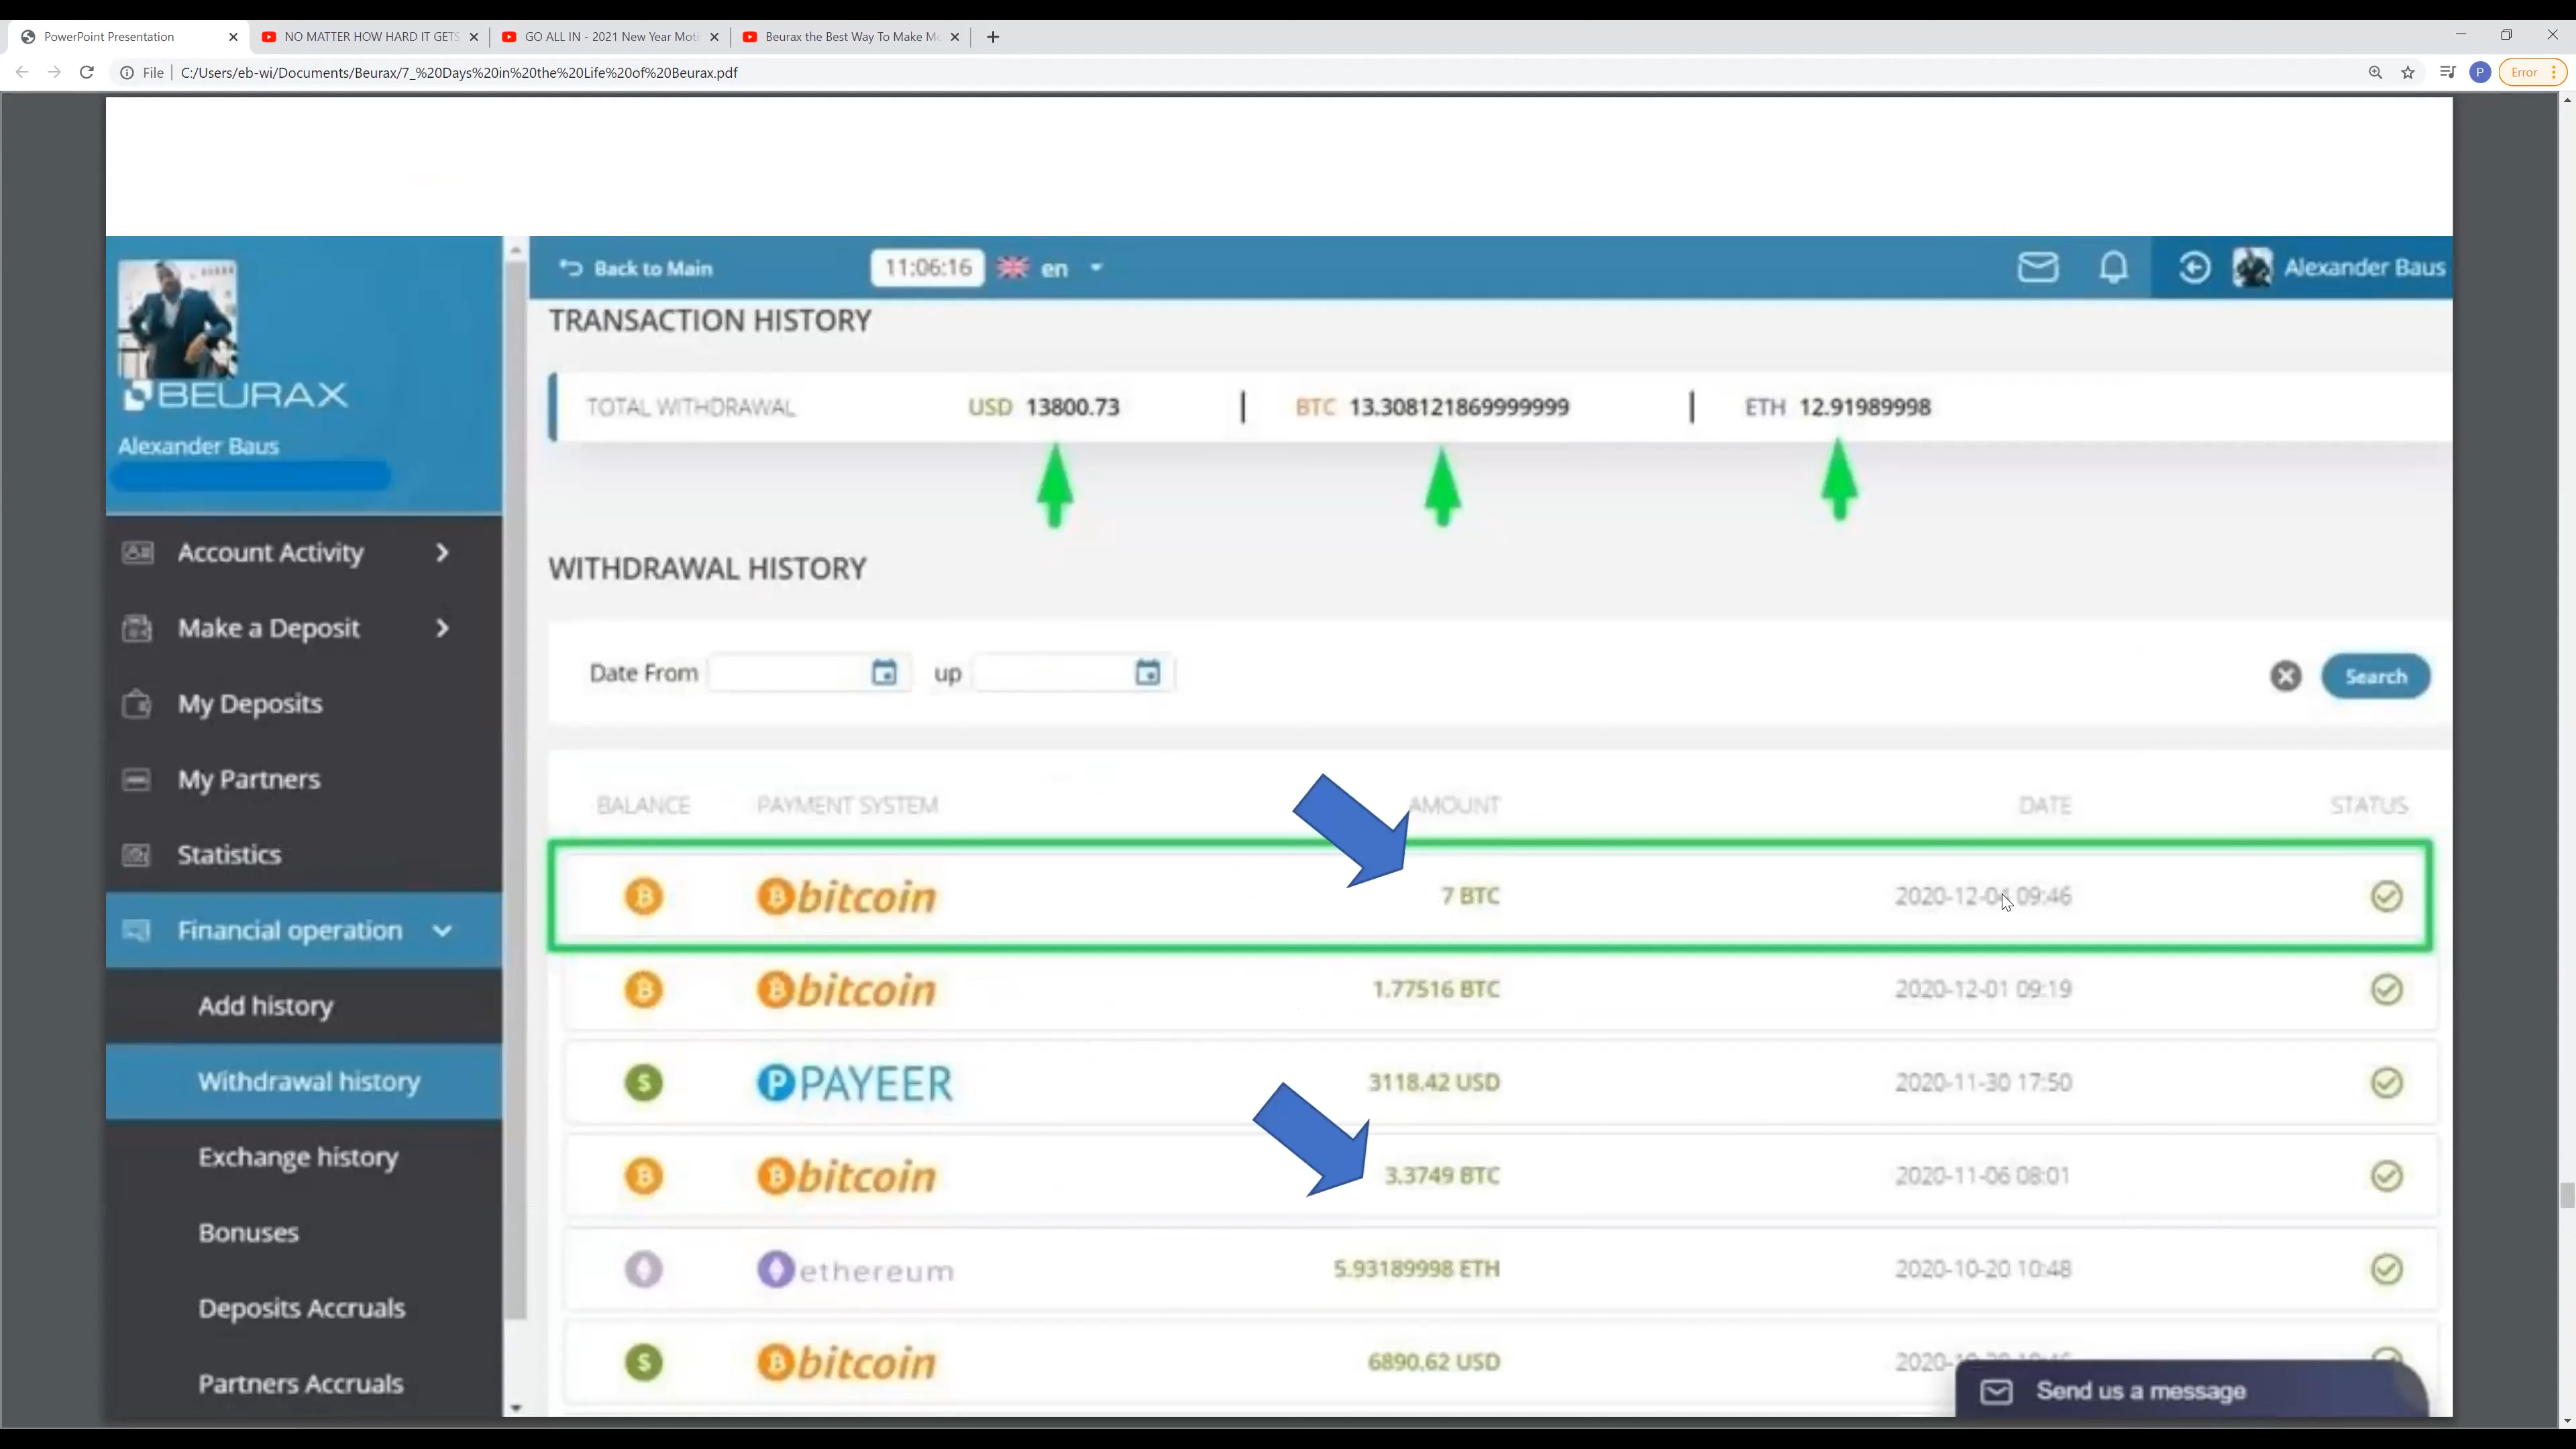 PowerPoint Presentation
NO MATTER HOW HARD IT GETS
GO ALL IN - 2021 New Year Moti
Beurax the Best Way To Make Mo
File
C:/Users/eb-wi/Documents/Beurax/7_%20Days%20in%20the%20Life%20of%20Beurax.pdf
P
Error
BEURAX
Alexander Baus
Account Activity
Make a Deposit
My Deposits
My Partners
Statistics
Financial operation
Add history
Withdrawal history
Exchange history
Bonuses
Deposits Accruals
Partners Accruals
Back to Main
11:06:16
en
Alexander Baus
TRANSACTION HISTORY
TOTAL WITHDRAWAL USD 13800.73 | BTC 13.308121869999999 | ETH 12.91989998
WITHDRAWAL HISTORY
Date From up Search
BALANCE PAYMENT SYSTEM AMOUNT DATE STATUS
bitcoin 7 BTC 2020-12-04 09:46
bitcoin 1.77516 BTC 2020-12-01 09:19
PAYEER 3118.42 USD 2020-11-30 17:50
bitcoin 3.3749 BTC 2020-11-06 08:01
ethereum 5.93189998 ETH 2020-10-20 10:48
bitcoin 6890.62 USD
Send us a message